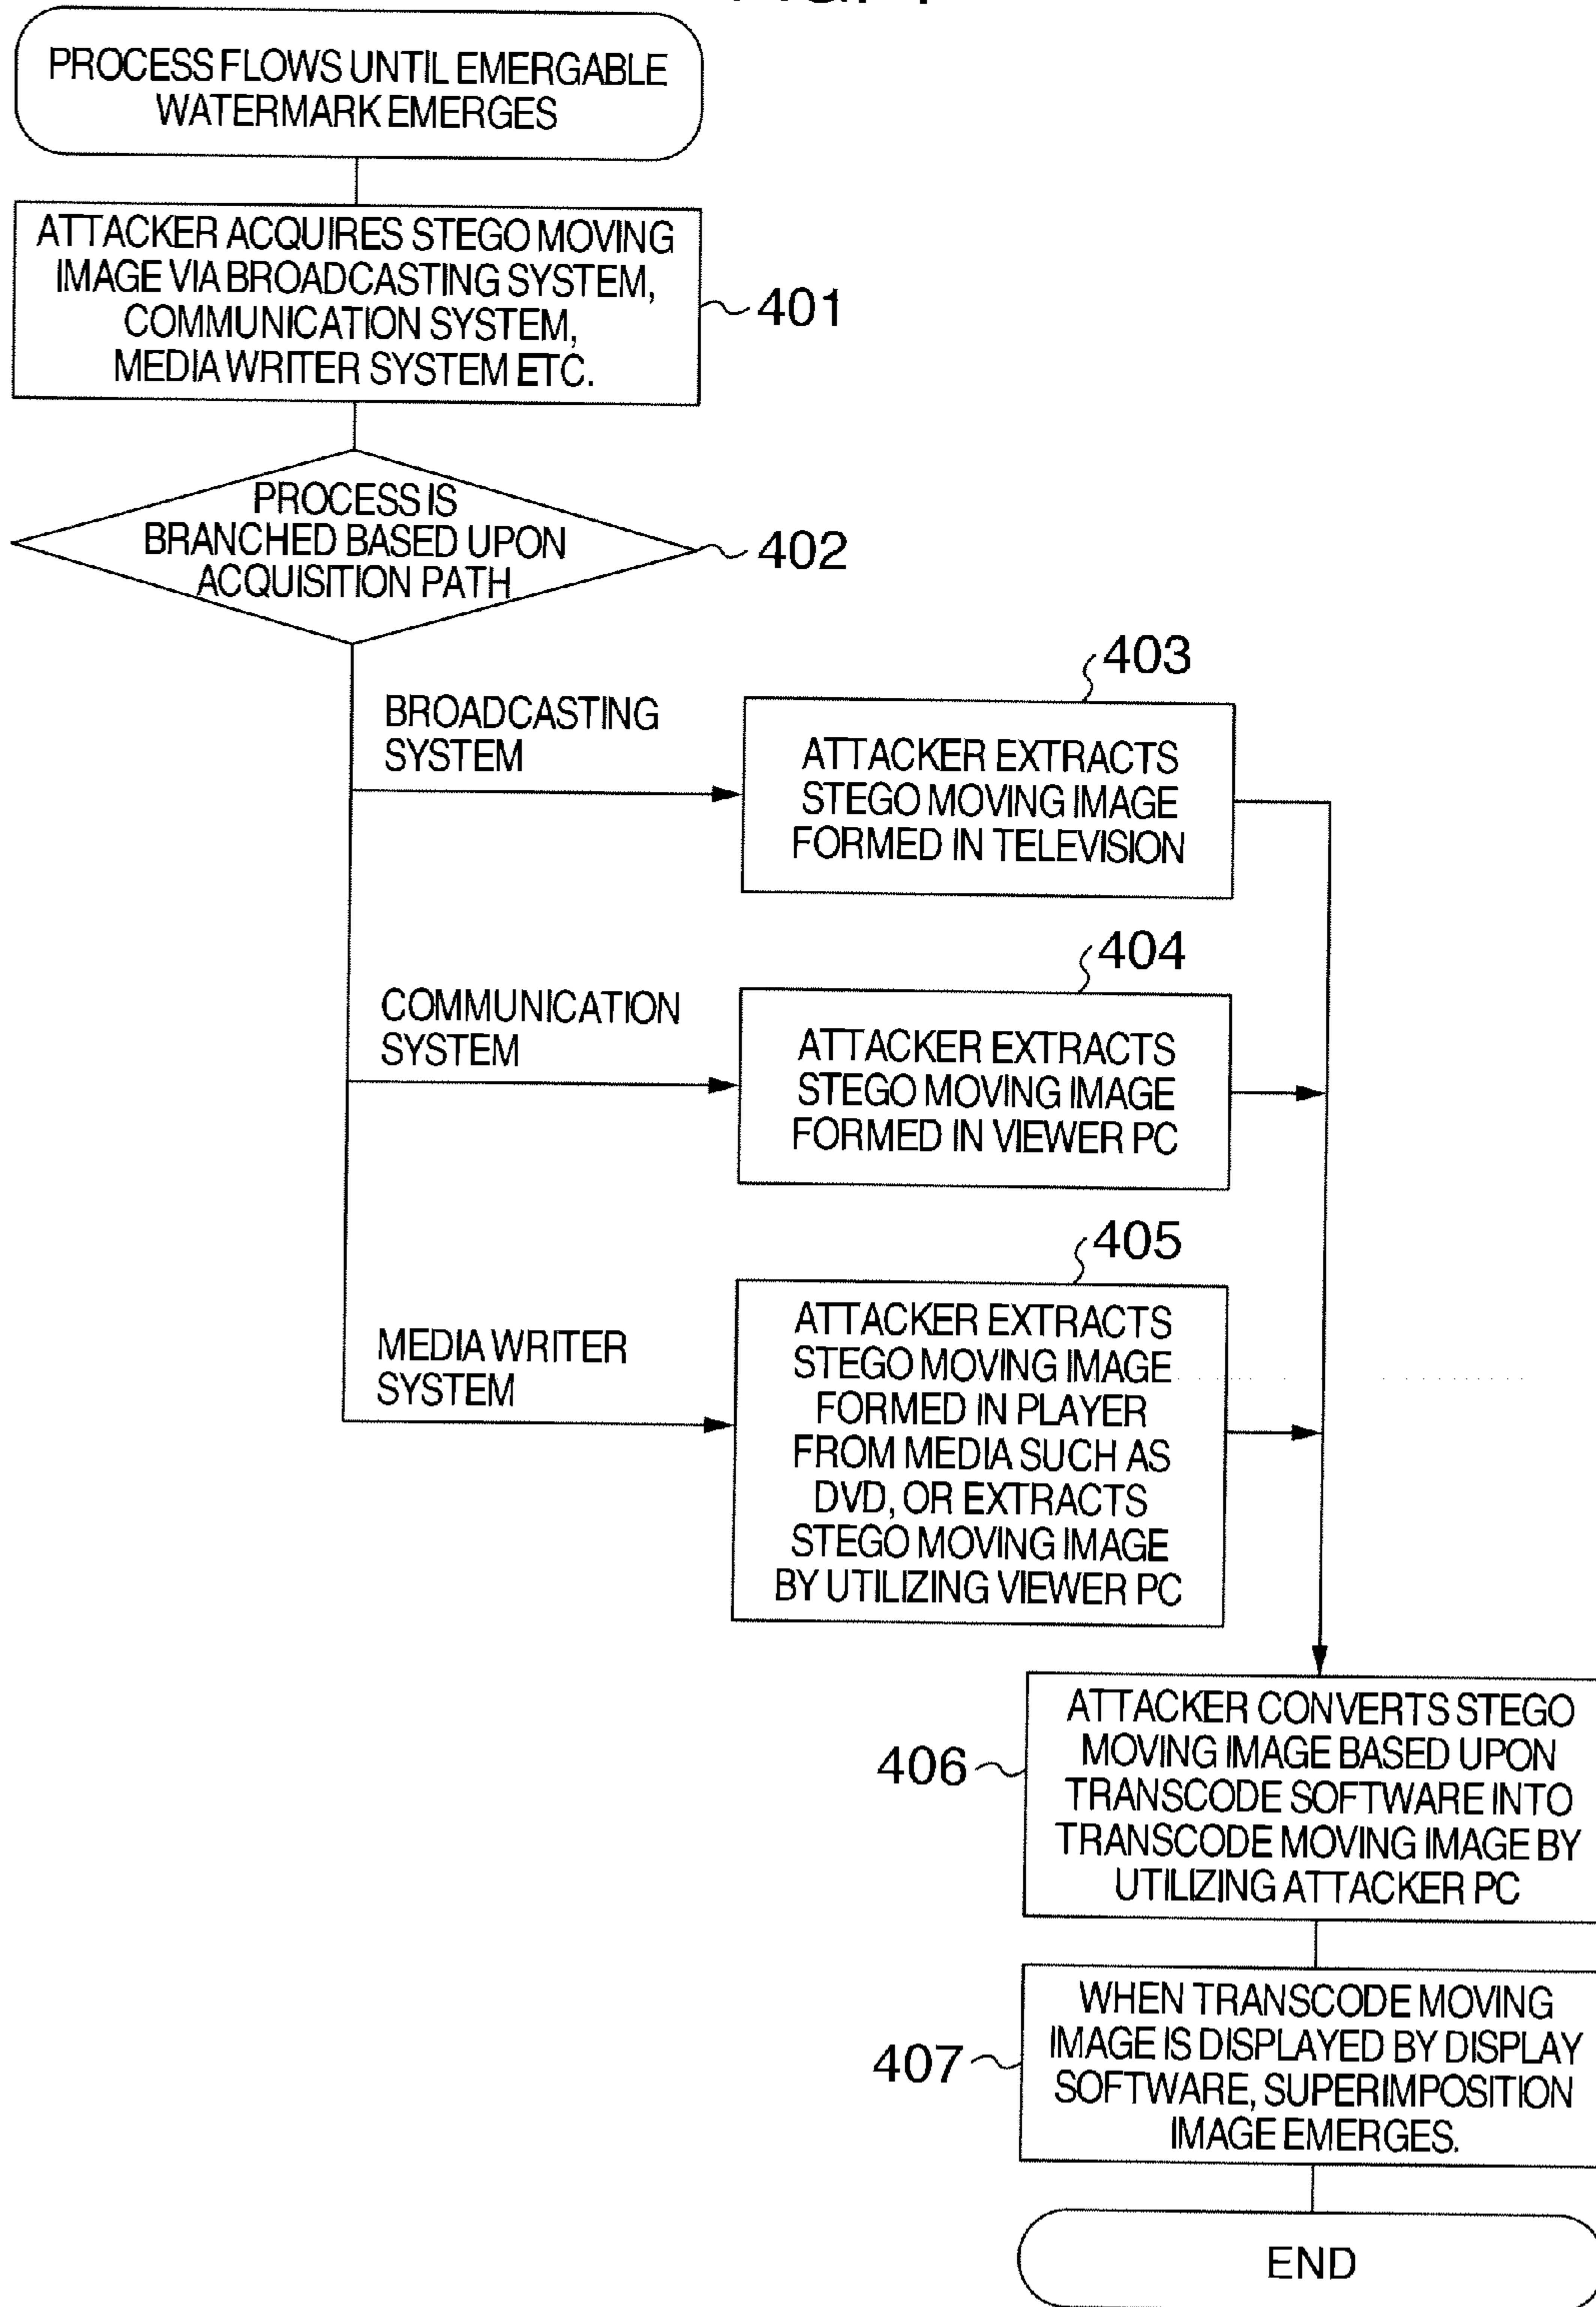 PROCESS FLOWS UNTIL EMERGABLE
WATERMARK EMERGES
ATTACKER ACQUIRES STEGO MOVING
IMAGE VIA BROADCASTING SYSTEM,
COMMUNICATION SYSTEM,
MEDIA WRITER SYSTEM ETC.
401
PROCESS IS
BRANCHED BASED UPON
ACQUISITION PATH
402
BROADCASTING
SYSTEM
403
ATTACKER EXTRACTS
STEGO MOVING IMAGE
FORMED IN TELEVISION
COMMUNICATION
SYSTEM
404
ATTACKER EXTRACTS
STEGO MOVING IMAGE
FORMED IN VIEWER PC
MEDIA WRITER
SYSTEM
405
ATTACKER EXTRACTS
STEGO MOVING IMAGE
FORMED IN PLAYER
FROM MEDIA SUCH AS
DVD, OR EXTRACTS
STEGO MOVING IMAGE
BY UTILIZING VIEWER PC
406
ATTACKER CONVERTS STEGO
MOVING IMAGE BASED UPON
TRANSCODE SOFTWARE INTO
TRANSCODE MOVING IMAGE BY
UTILIZING ATTACKER PC
407
WHEN TRANSCODE MOVING
IMAGE IS DISPLAYED BY DISPLAY
SOFTWARE, SUPERIMPOSITION
IMAGE EMERGES.
END